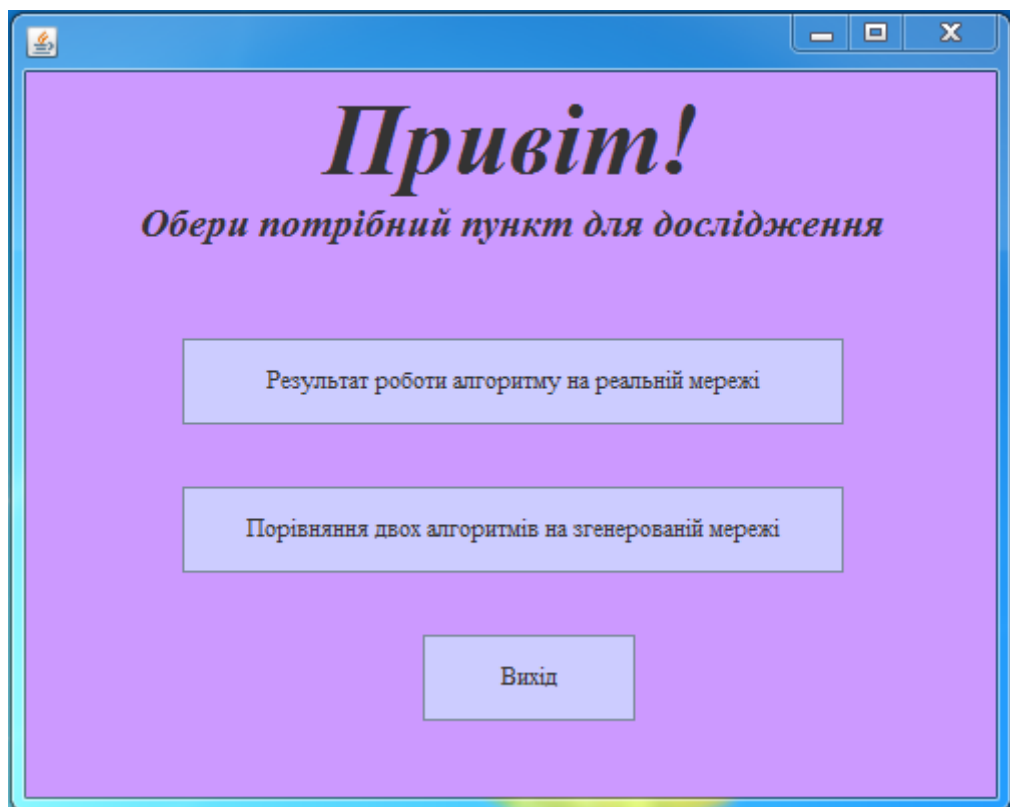 Привіт!
Обери потрібний пункт для дослідження
Результат роботи алгоритму на реальній мережі
Порівняння двох алгоритмів на згенерованій мережі
Вихід